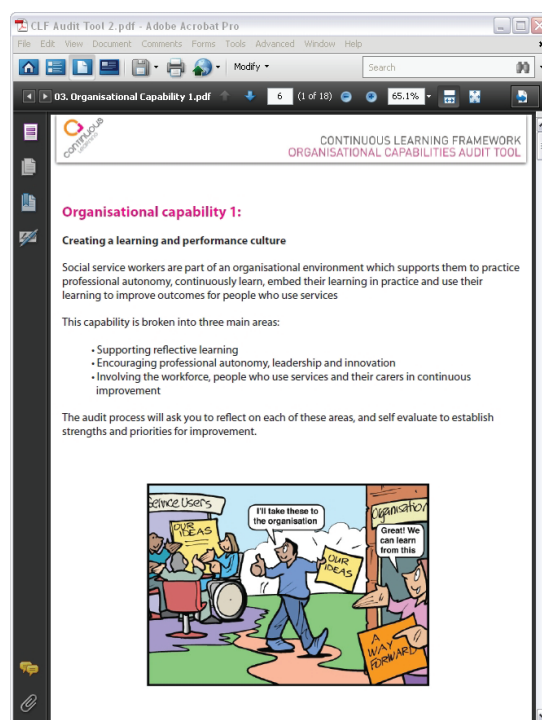 CLF Audit Tool 2.pdf - Adobe Acrobat Pro
File Edit View Document Comments Forms Tools Advanced Window Help
Modify
Search
03. Organisational Capability 1.pdf 6 (1 of 18) 65.1%
continuous
Learning
CONTINUOUS LEARNING FRAMEWORK
ORGANISATIONAL CAPABILITIES AUDIT TOOL
Organisational capability 1:
Creating a learning and performance culture
Social service workers are part of an organisational environment which supports them to practice
professional autonomy, continuously learn, embed their learning in practice and use their
learning to improve outcomes for people who use services
This capability is broken into three main areas:
• Supporting reflective learning
• Encouraging professional autonomy, leadership and innovation
• Involving the workforce, people who use services and their carers in continuous
improvement
The audit process will ask you to reflect on each of these areas, and self evaluate to establish
strengths and priorities for improvement.
Service Users
OUR
IDEAS
I'll take these to
the organisation
OUR
IDEAS
Organisation
Great! We
can learn
from this
A
WAY
FORWARD